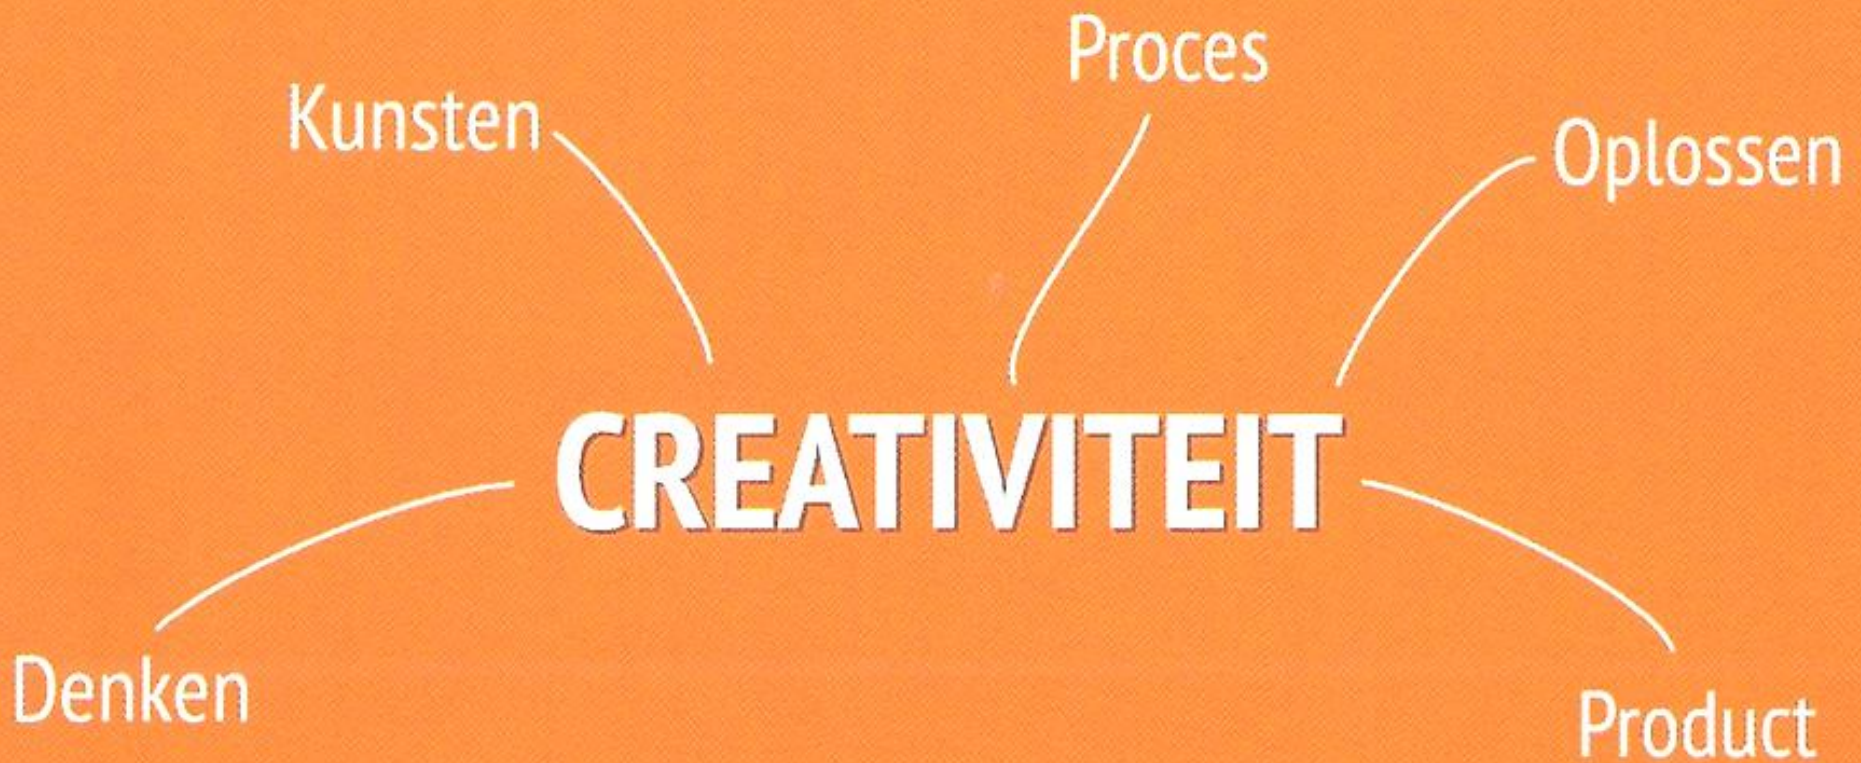 Proces
Kunsten
Oplossen
CREATIVITEIT
Denken
Product